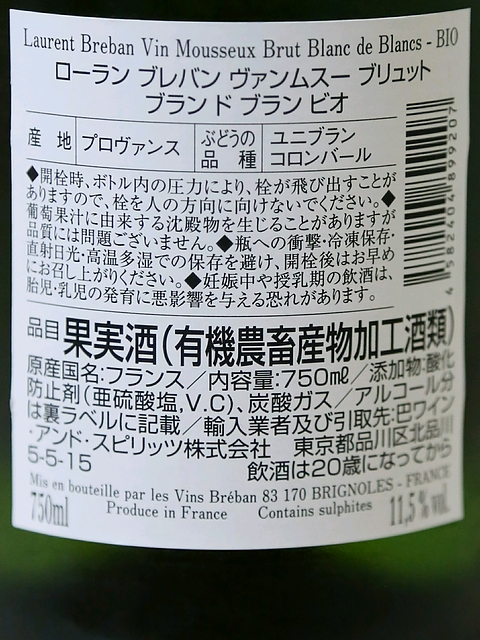 Laurent Breban Vin Mousseux Brut Blanc de Blancs - BIO
ローラン ブレバン ヴァンムスー ブリュット
ブラン ド ブラン ビオ
産 地 プロヴァンス ぶどうの品種 ユニブラン コロンバール
◆開栓時、ボトル内の圧力により、栓が飛び出すことが
ありますので、栓を人の方向に向けないでください。◆
葡萄果汁に由来する沈殿物を生じることがありますが
品質には問題ございません。◆瓶への衝撃・冷凍保存・
直射日光・高温多湿での保存を避け、開栓後はお早め
にお召し上がりください。◆妊娠中や授乳期の飲酒は、
胎児・乳児の発育に悪影響を与える恐れがあります。
4 582404 899207
品目 果実酒(有機農畜産物加工酒類)
原産国名:フランス/内容量:750㎖/添加物:酸化
防止剤(亜硫酸塩,V.C)、炭酸ガス/アルコール分
は裏ラベルに記載/輸入業者及び引取先:巴ワイン
・アンド・スピリッツ株式会社 東京都品川区北品川
5-5-15 飲酒は20歳になってから
Mis en bouteille par les Vins Bréban 83 170 BRIGNOLES - FRANCE
750ml Produce in France Contains sulphites 11,5 % vol.